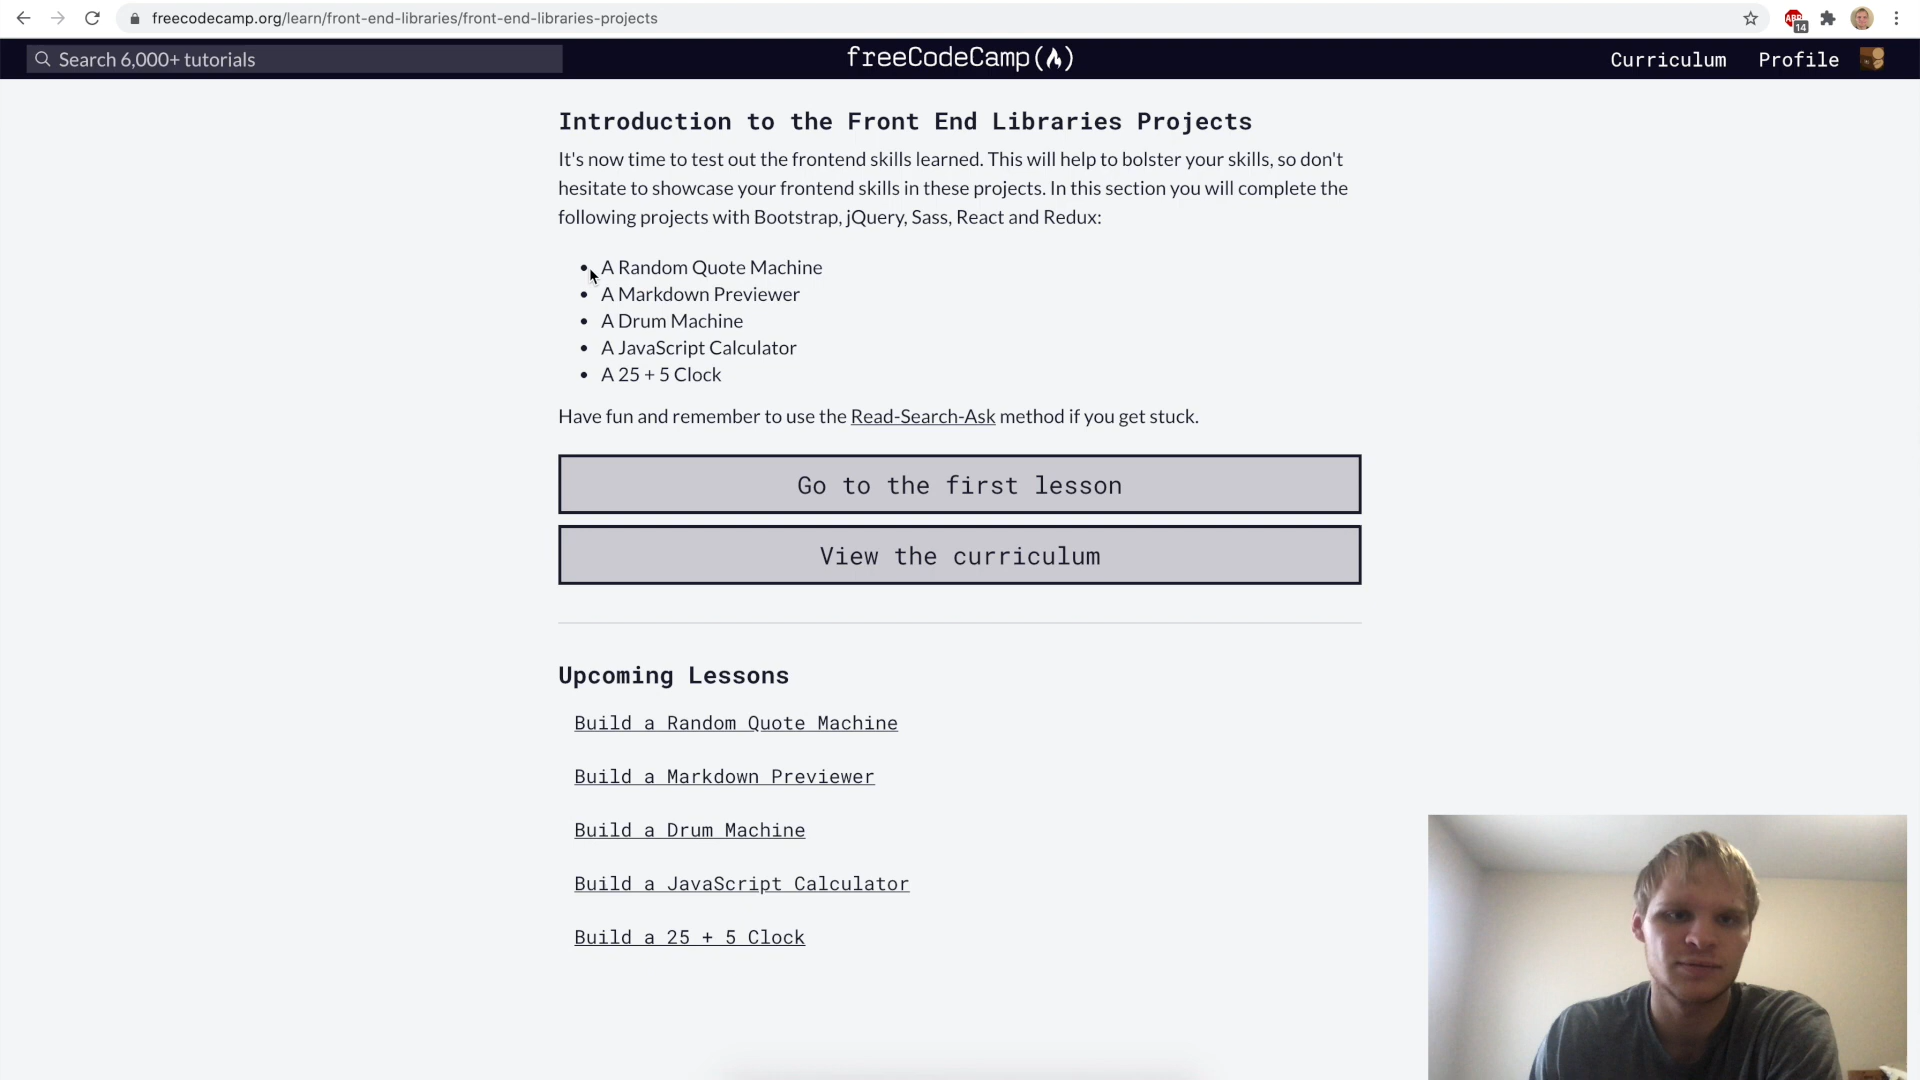 freecodecamp.org/learn/front-end-libraries/front-end-libraries-projects
ABP
14
Search 6,000+ tutorials
freeCodeCamp
Curriculum
Profile
Introduction to the Front End Libraries Projects
It's now time to test out the frontend skills learned. This will help to bolster your skills, so don't
hesitate to showcase your frontend skills in these projects. In this section you will complete the
following projects with Bootstrap, jQuery, Sass, React and Redux:
• A Random Quote Machine
• A Markdown Previewer
• A Drum Machine
• A JavaScript Calculator
• A 25 + 5 Clock
Have fun and remember to use the Read-Search-Ask method if you get stuck.
Go to the first lesson
View the curriculum
Upcoming Lessons
Build a Random Quote Machine
Build a Markdown Previewer
Build a Drum Machine
Build a JavaScript Calculator
Build a 25 + 5 Clock